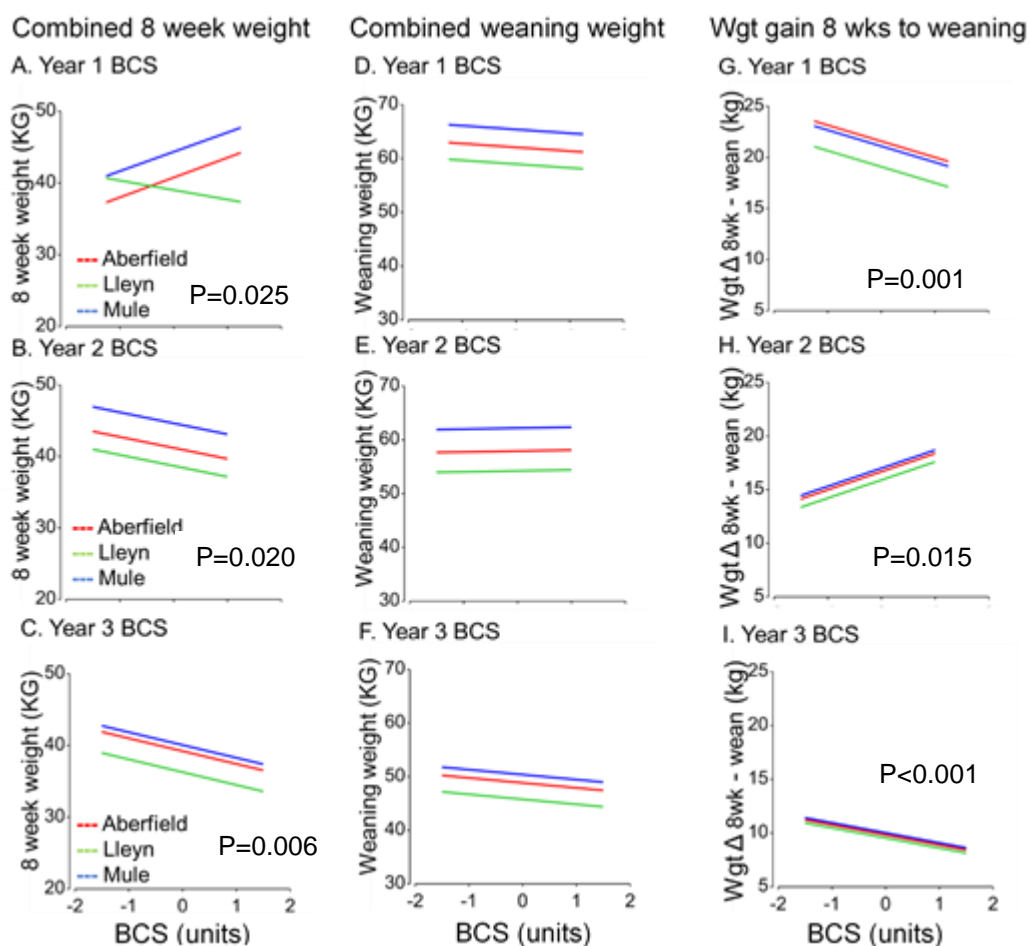 Combined 8 week weight
Combined weaning weight
Wgt gain 8 wks to weaning
A. Year 1 BCS
8 week weight (KG)
50
40
30
20
Aberfield
Lleyn
Mule
P=0.025
D. Year 1 BCS
Weaning weight (KG)
70
60
50
40
30
G. Year 1 BCS
Wgt Δ 8wk - wean (kg)
25
20
15
10
5
P=0.001
B. Year 2 BCS
8 week weight (KG)
50
40
30
20
Aberfield
Lleyn
Mule
P=0.020
E. Year 2 BCS
Weaning weight (KG)
70
60
50
40
30
H. Year 2 BCS
Wgt Δ 8wk - wean (kg)
25
20
15
10
5
P=0.015
C. Year 3 BCS
8 week weight (KG)
50
40
30
20
Aberfield
Lleyn
Mule
P=0.006
-2 -1 0 1 2
BCS (units)
F. Year 3 BCS
Weaning weight (KG)
70
60
50
40
30
-2 -1 0 1 2
BCS (units)
I. Year 3 BCS
Wgt Δ 8wk - wean (kg)
25
20
15
10
5
P<0.001
-2 -1 0 1 2
BCS (units)